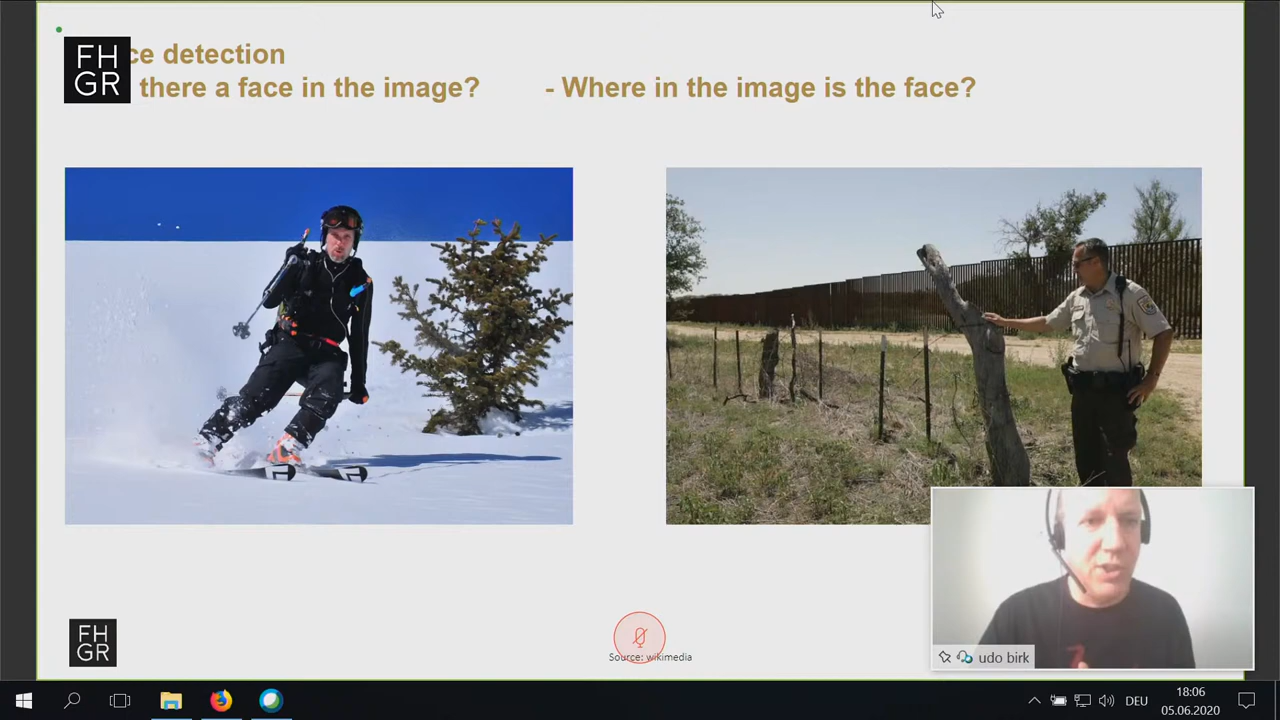 FH
GR
ce detection
there a face in the image?
- Where in the image is the face?
FH
GR
Source: wikimedia
udo birk
DEU
18:06
05.06.2020